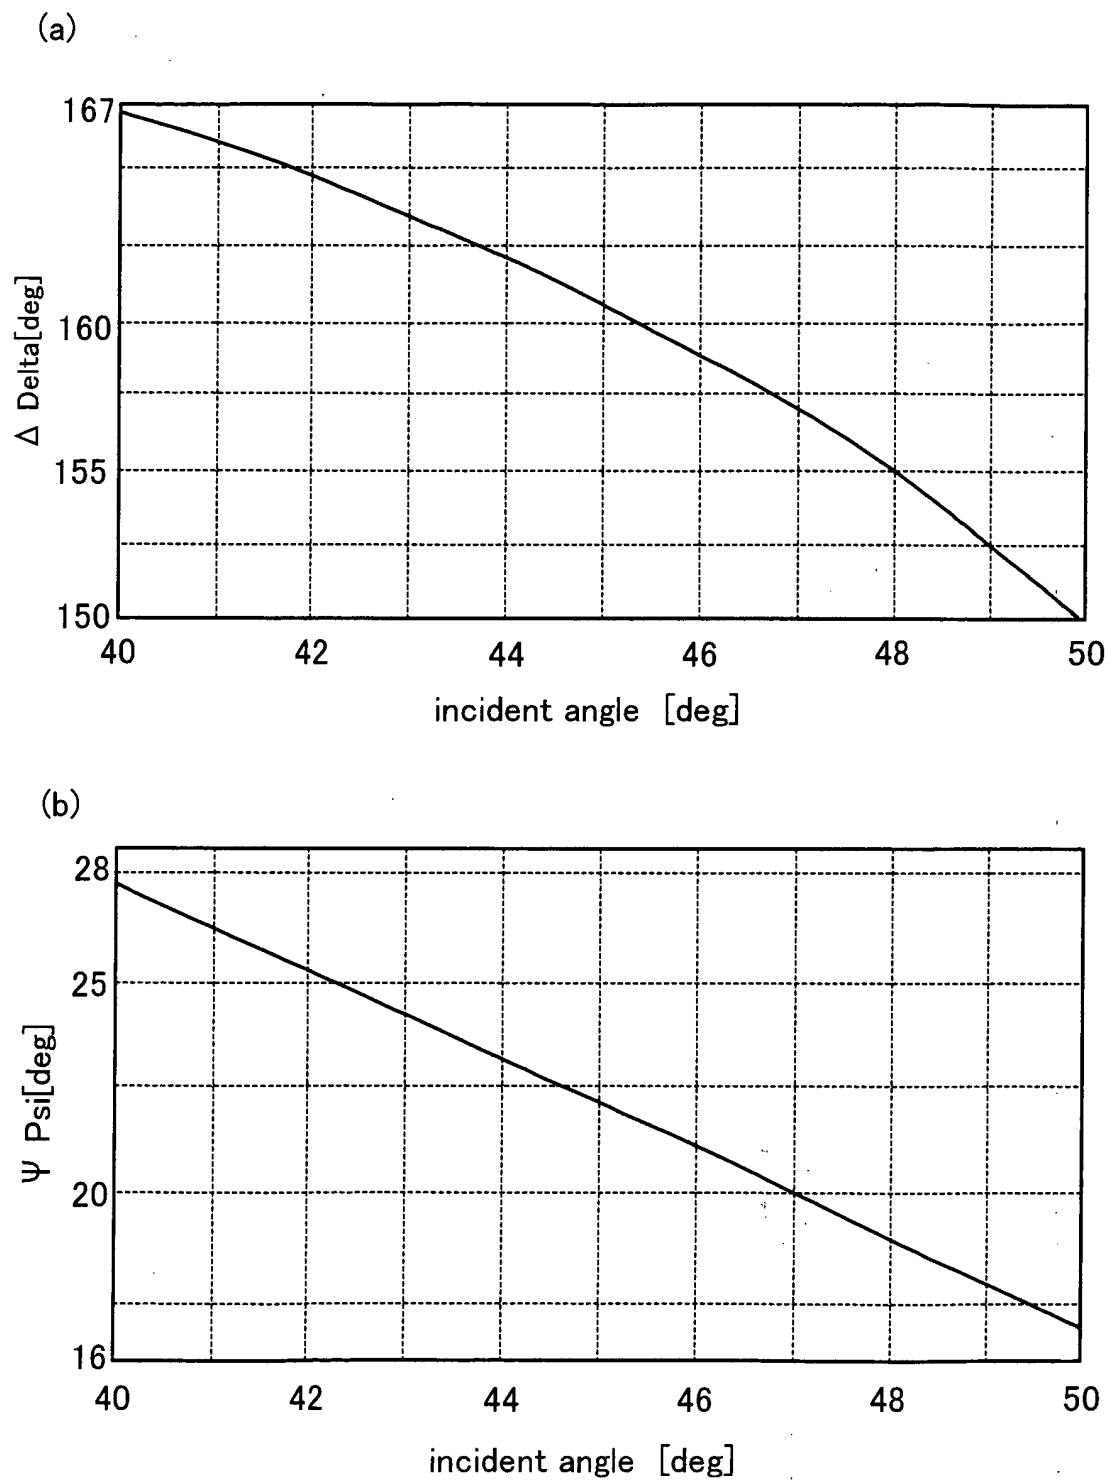 (a)
167
160
155
150
Δ Delta[deg]
40 42 44 46 48 50
incident angle [deg]
(b)
28
25
20
16
Ψ Psi[deg]
40 42 44 46 48 50
incident angle [deg]